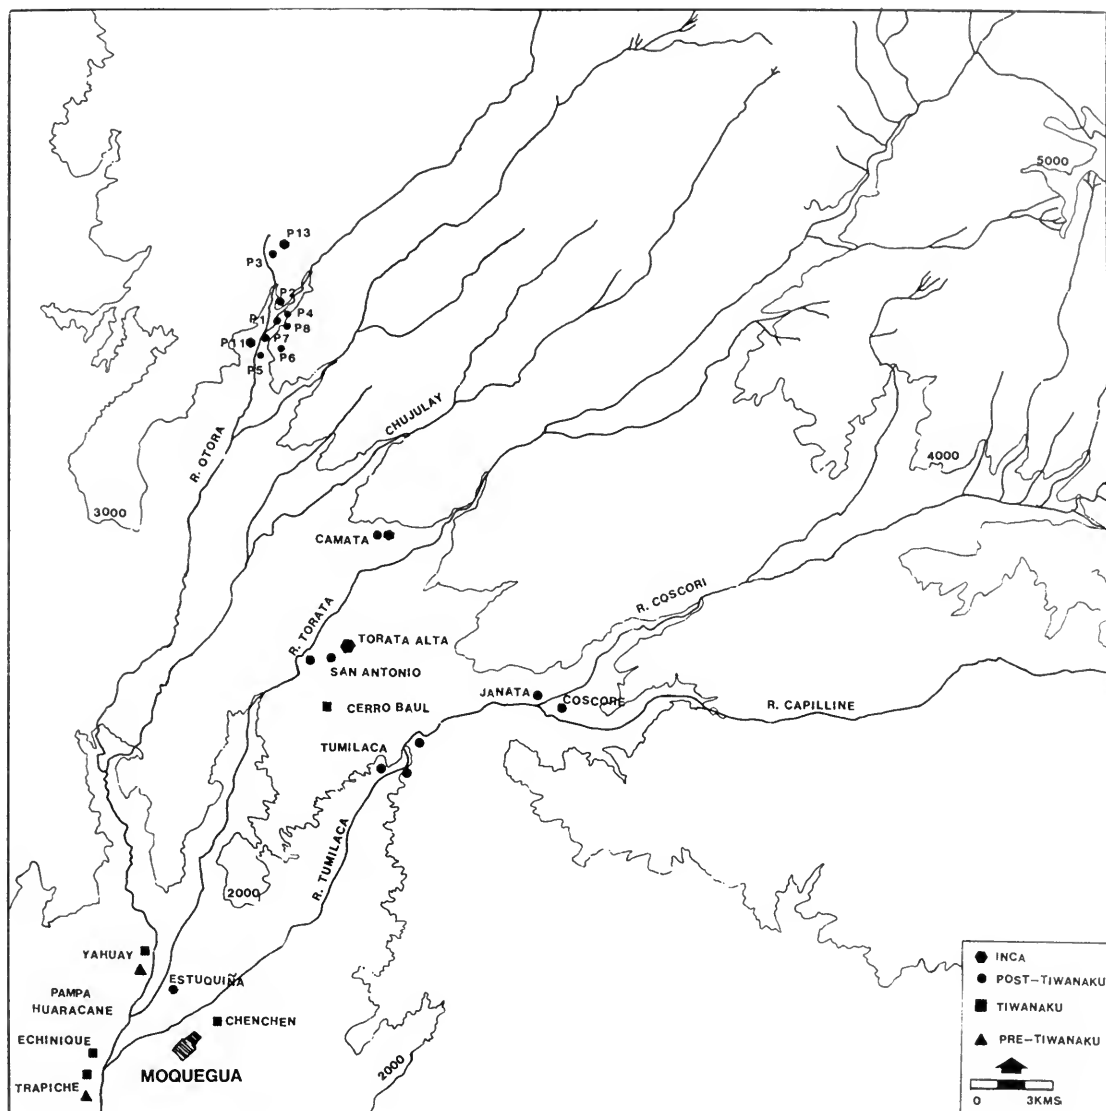 5000
P13
P3
P2
P1
P4
P8
P11
P7
P6
P5
CHUJULAY
R. OTORA
4000
3000
CAMATA
R. COSCORI
R. TORATA
TORATA ALTA
SAN ANTONIO
JANATA
COSCORE
R. CAPILLINE
CERRO BAUL
TUMILACA
R. TUMILACA
2000
YAHUAY
ESTUQUIÑA
PAMPA
HUARACANE
CHENCHEN
ECHINIQUE
MOQUEGUA
TRAPICHE
2000
INCA
POST-TIWANAKU
TIWANAKU
PRE-TIWANAKU
0 3KMS